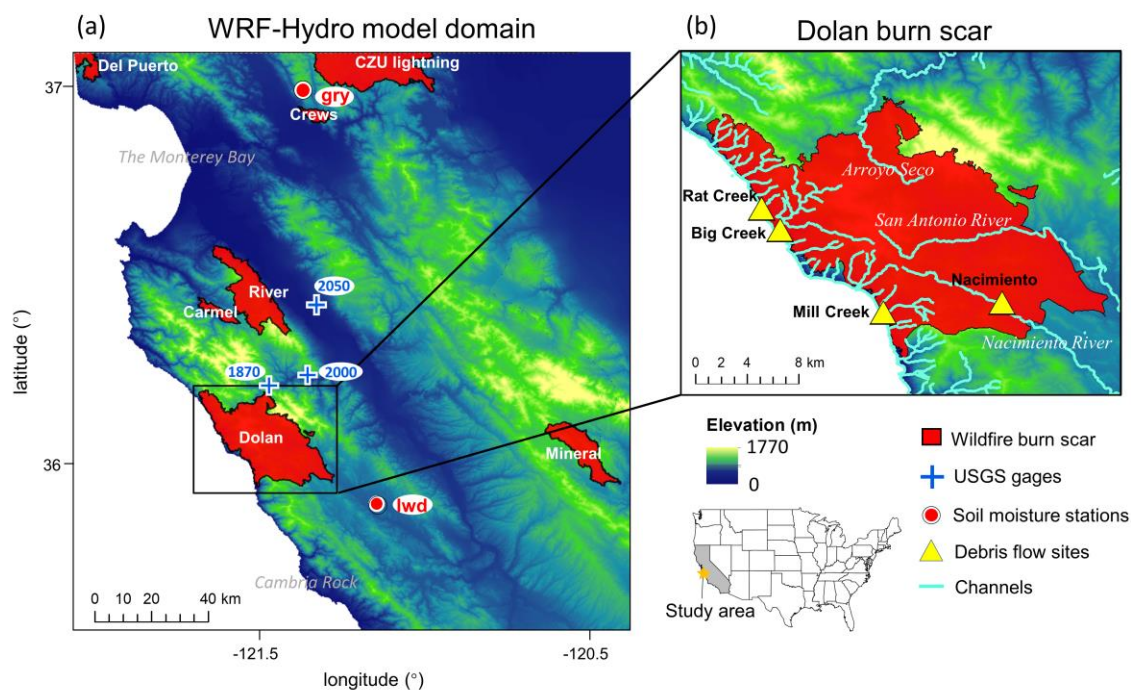 (a) WRF-Hydro model domain
Del Puerto
CZU lightning
37
gry
Crews
The Monterey Bay
River
2050
Carmel
1870
2000
Dolan
Mineral
36
lwd
Cambria Rock
0 10 20 40 km
-121.5
-120.5
longitude (°)
latitude (°)
(b) Dolan burn scar
Arroyo Seco
Rat Creek
San Antonio River
Big Creek
Nacimiento
Mill Creek
Nacimiento River
0 2 4 8 km
Elevation (m)
1770
0
Wildfire burn scar
USGS gages
Soil moisture stations
Debris flow sites
Channels
Study area